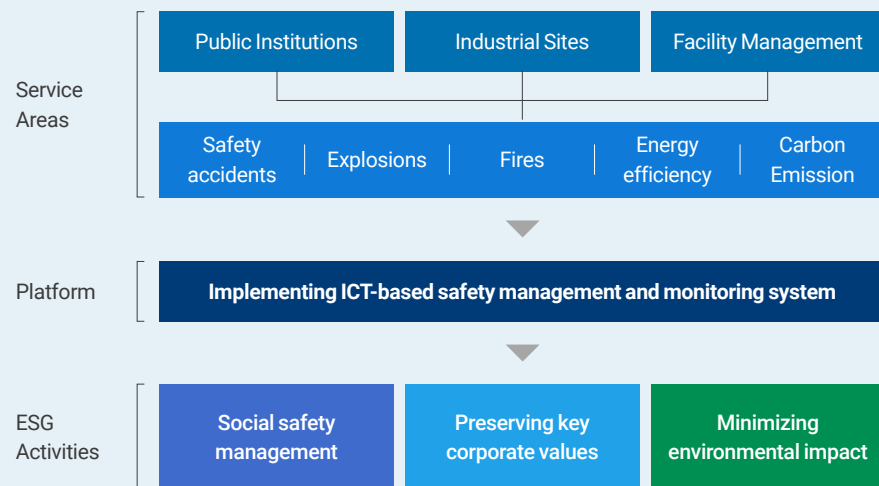 Service
Areas
Public Institutions
Industrial Sites
Facility Management
Safety
accidents
Explosions
Fires
Energy
efficiency
Carbon
Emission
Platform
Implementing ICT-based safety management and monitoring system
ESG
Activities
Social safety
management
Preserving key
corporate values
Minimizing
environmental impact